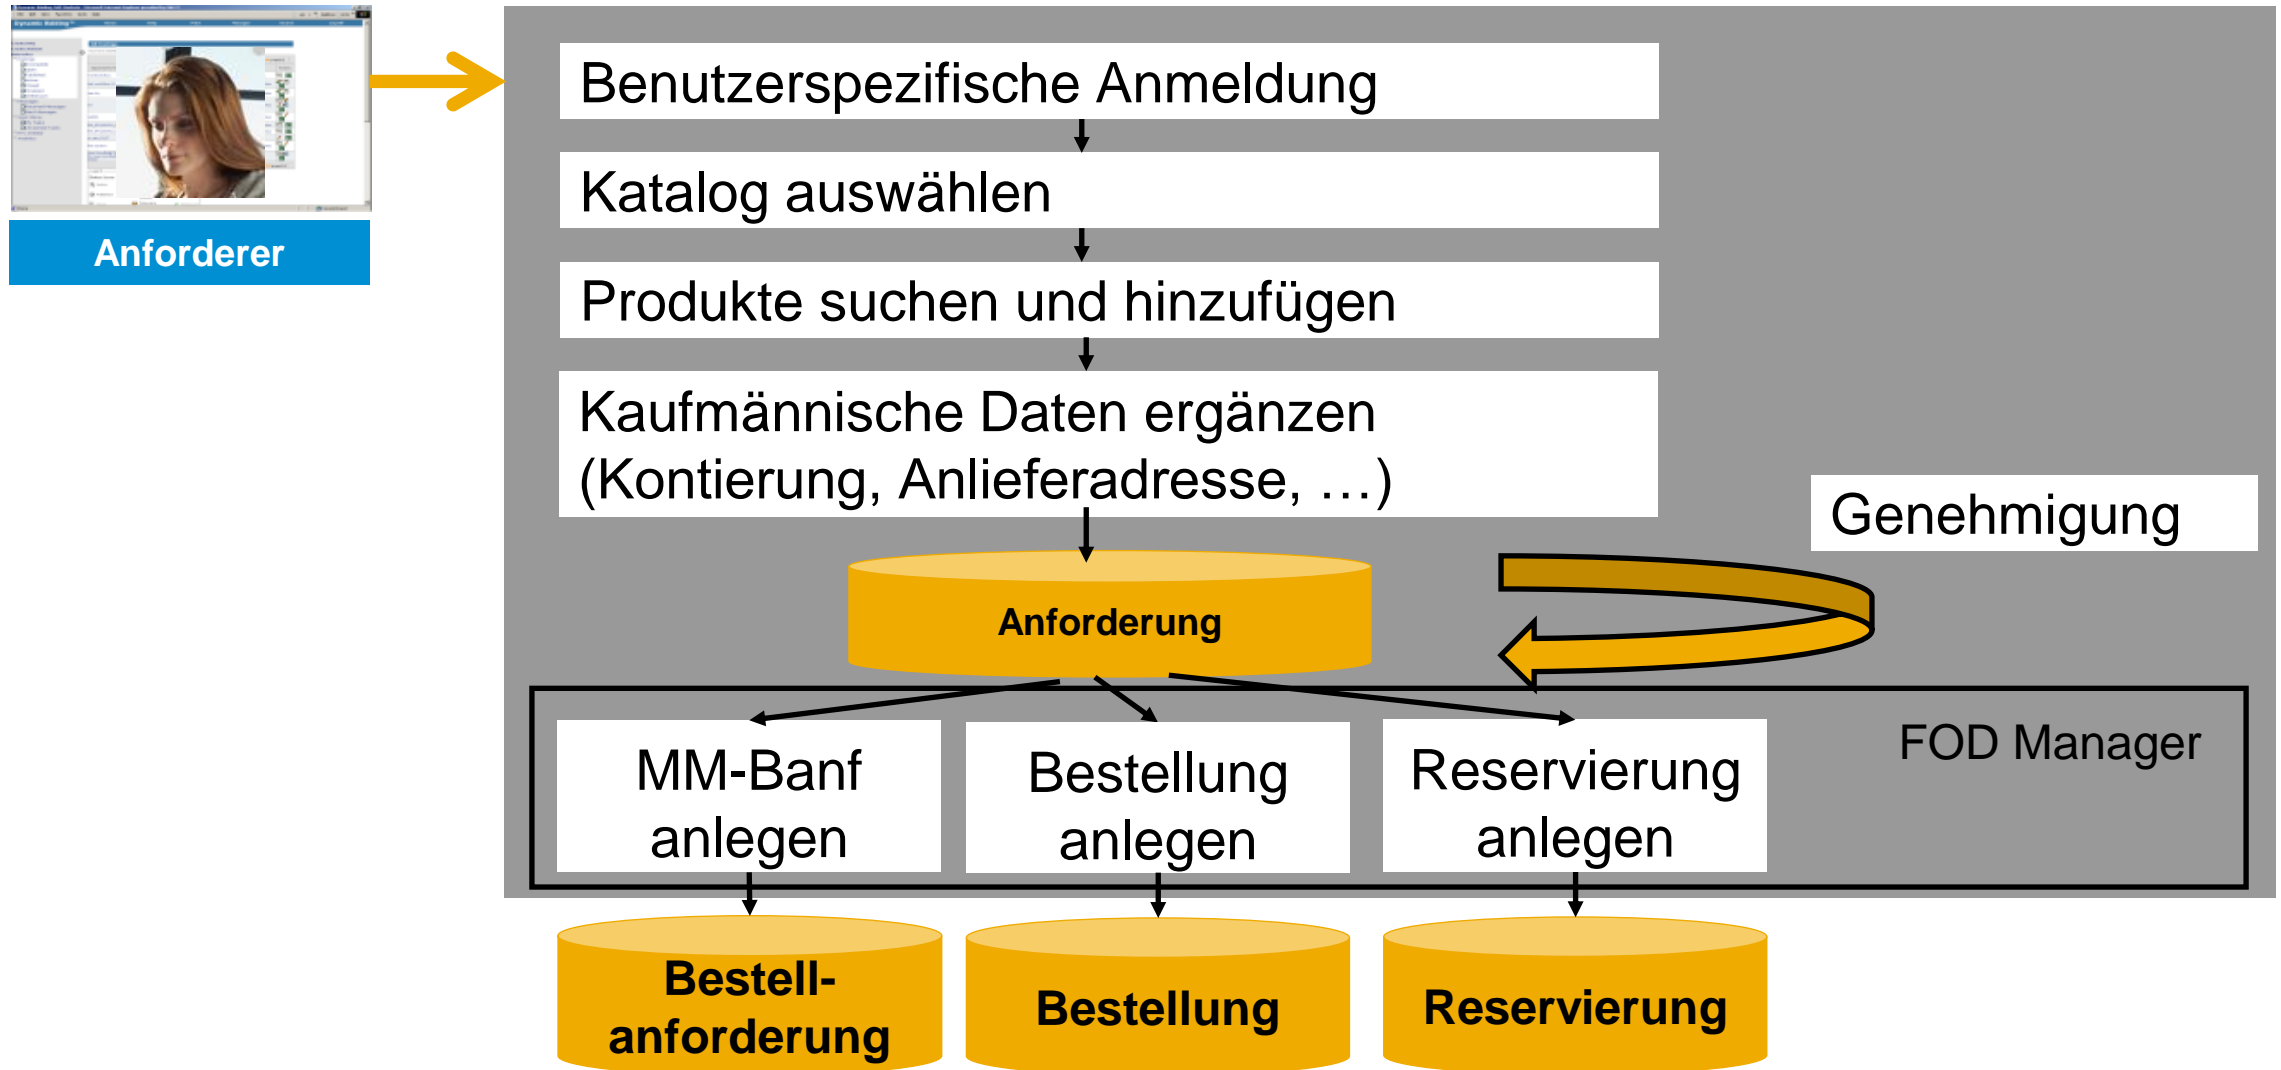 Anforderer
Benutzerspezifische Anmeldung
Katalog auswählen
Produkte suchen und hinzufügen
Kaufmännische Daten ergänzen
(Kontierung, Anlieferadresse, …)
Genehmigung
Anforderung
FOD Manager
MM-Banf
anlegen
Bestellung
anlegen
Reservierung
anlegen
Bestell-
anforderung
Bestellung
Reservierung